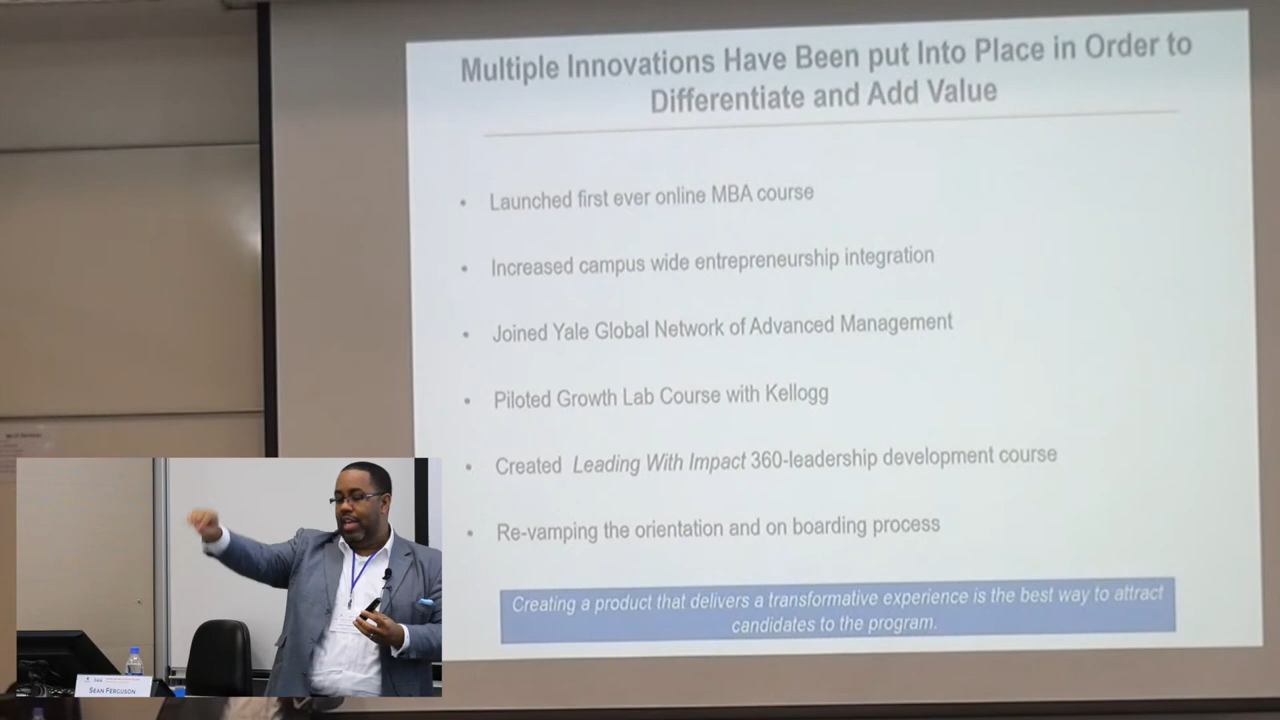 Multiple Innovations Have Been put Into Place in Order to
Differentiate and Add Value
• Launched first ever online MBA course
• Increased campus wide entrepreneurship integration
• Joined Yale Global Network of Advanced Management
• Piloted Growth Lab Course with Kellogg
• Created Leading With Impact 360-leadership development course
• Re-vamping the orientation and on boarding process
Creating a product that delivers a transformative experience is the best way to attract
candidates to the program.
SEAN FERGUSON